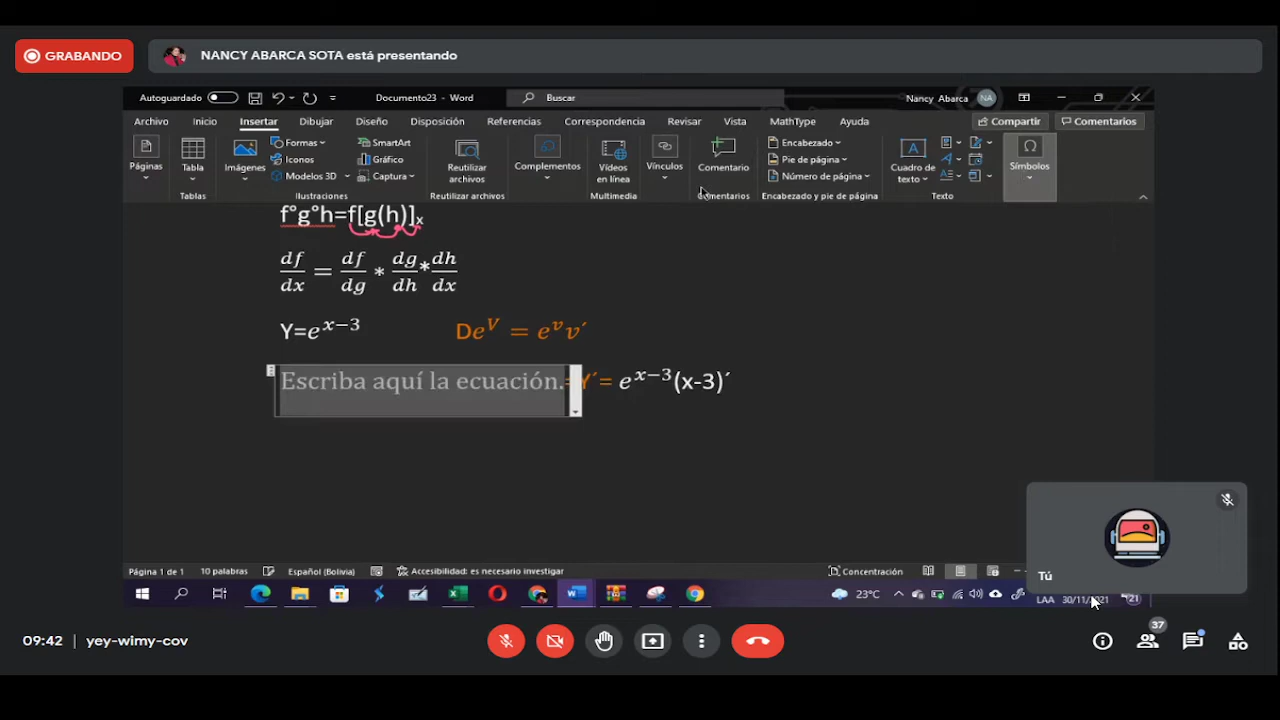 GRABANDO
NANCY ABARCA SOTA está presentando
Autoguardado Documento23 - Word Buscar Nancy Abarca NA
Archivo Inicio Insertar Dibujar Diseño Disposición Referencias Correspondencia Revisar Vista MathType Ayuda Compartir Comentarios
Páginas Tabla Imágenes Formas Iconos Modelos 3D SmartArt Gráfico Captura Reutilizar archivos Complementos Vídeos en línea Vínculos Comentario Encabezado Pie de página Número de página Cuadro de texto Símbolos
Tablas Ilustraciones Reutilizar archivos Multimedia Comentarios Encabezado y pie de página Texto
f°g°h=f[g(h)]x
df/dx = df/dg * dg/dh * dh/dx
Y=e^{x−3} De^V = e^v v´
Escriba aquí la ecuación.=Y´= e^{x−3}(x-3)´
Tú
Página 1 de 1 10 palabras Español (Bolivia) Accesibilidad: es necesario investigar Concentración
23°C LAA 30/11/2021 21
09:42 | yey-wimy-cov
37